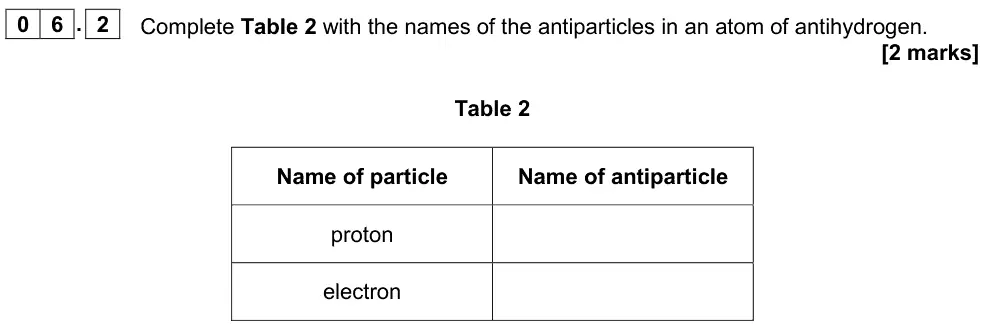 0 6 . 2 Complete Table 2 with the names of the antiparticles in an atom of antihydrogen.
[2 marks]
Table 2
Name of particle Name of antiparticle
proton
electron